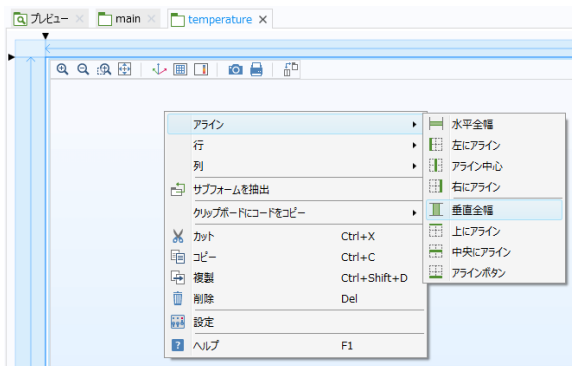 プレビュー main temperature
アライン
行
列
サブフォームを抽出
クリップボードにコードをコピー
カット Ctrl+X
コピー Ctrl+C
複製 Ctrl+Shift+D
削除 Del
設定
ヘルプ F1
水平全幅
左にアライン
アライン中心
右にアライン
垂直全幅
上にアライン
中央にアライン
アラインボタン